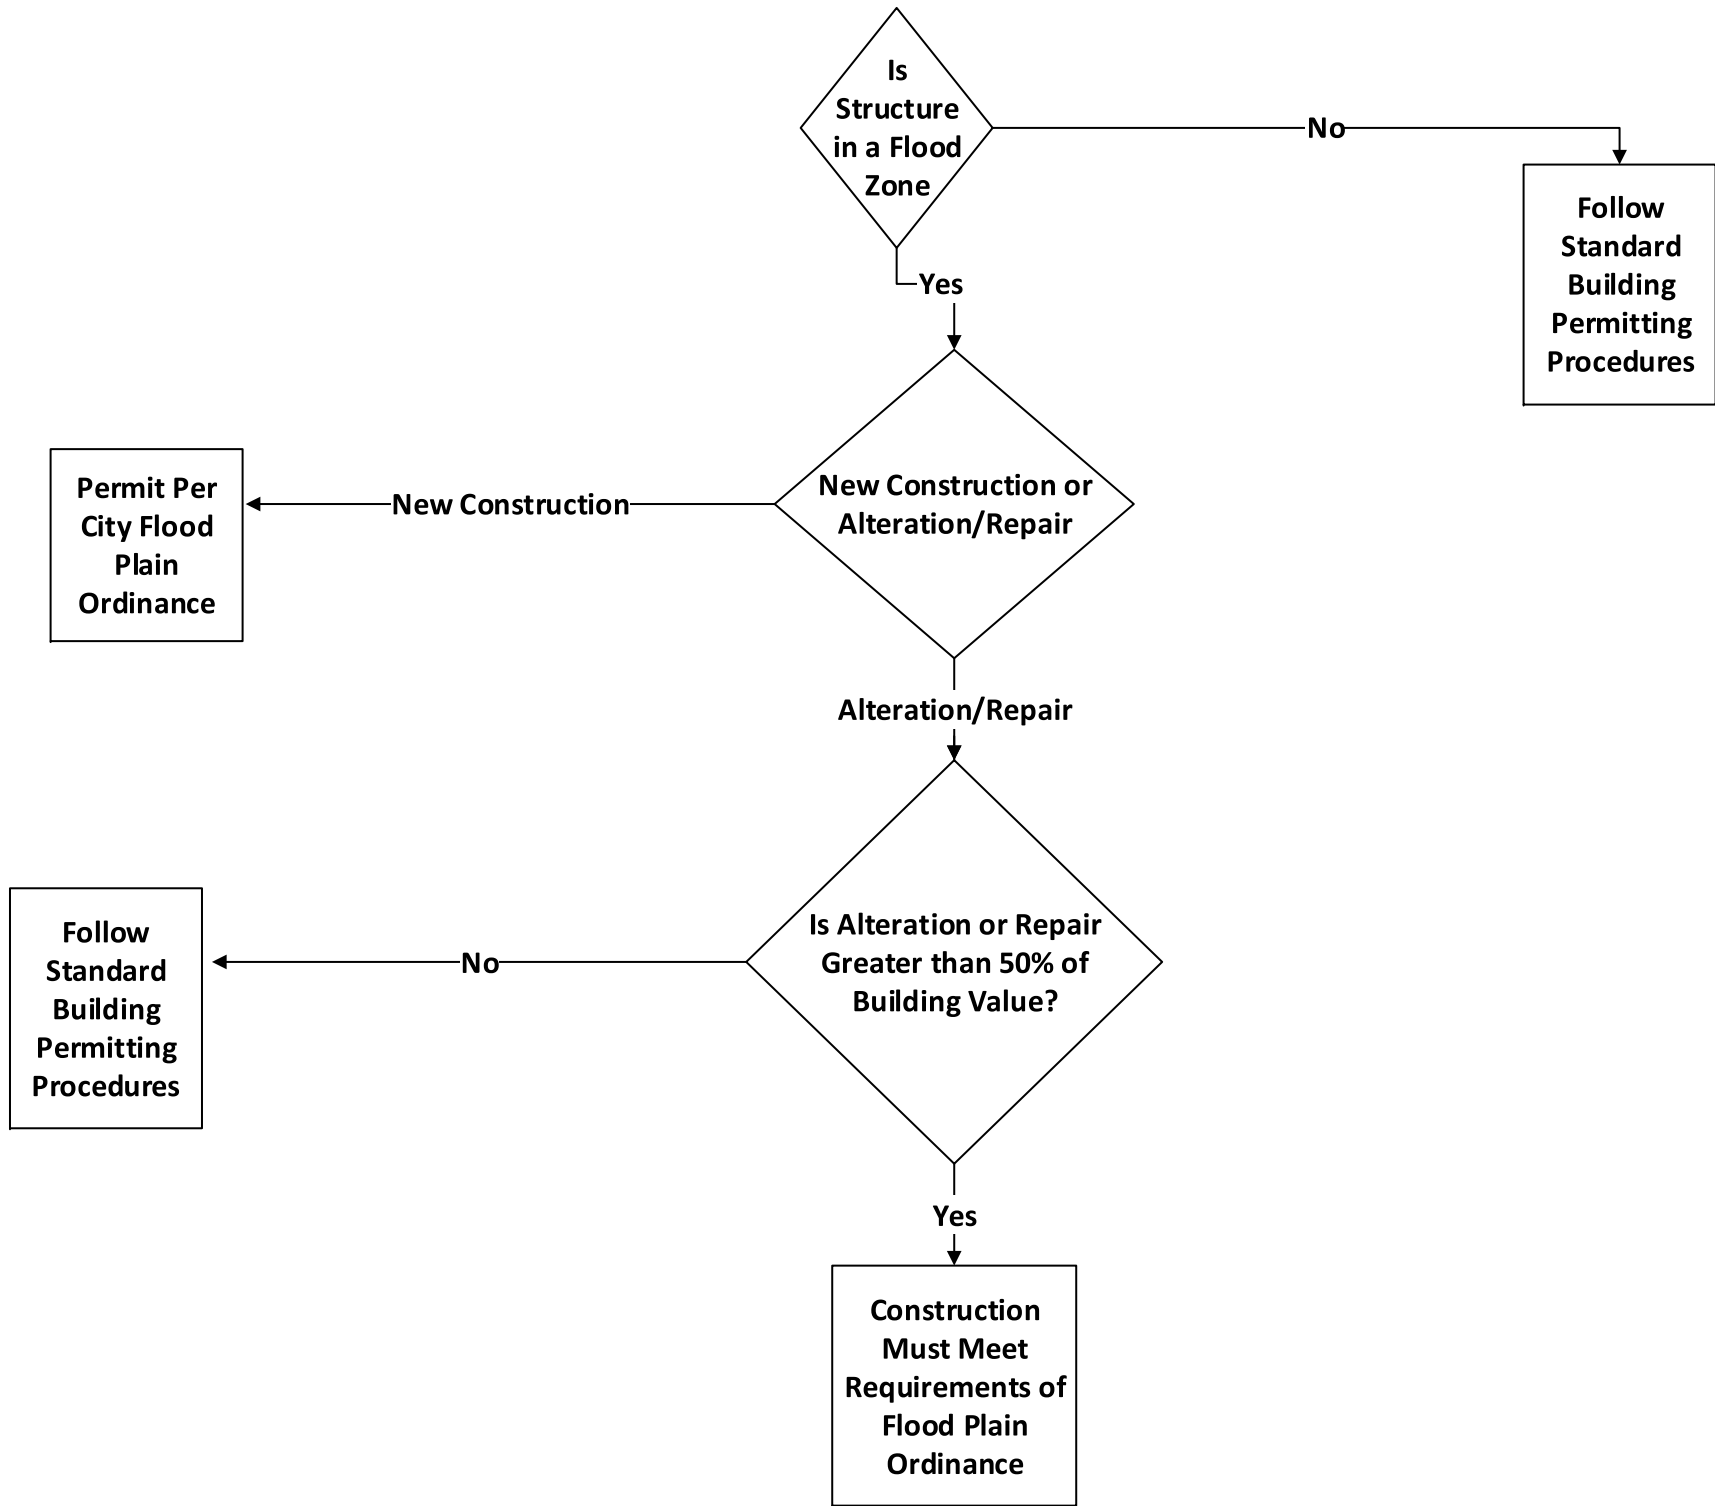 Is
Structure
in a Flood
Zone
No
Follow
Standard
Building
Permitting
Procedures
Yes
New Construction or
Alteration/Repair
New Construction
Permit Per
City Flood
Plain
Ordinance
Alteration/Repair
Is Alteration or Repair
Greater than 50% of
Building Value?
No
Follow
Standard
Building
Permitting
Procedures
Yes
Construction
Must Meet
Requirements of
Flood Plain
Ordinance